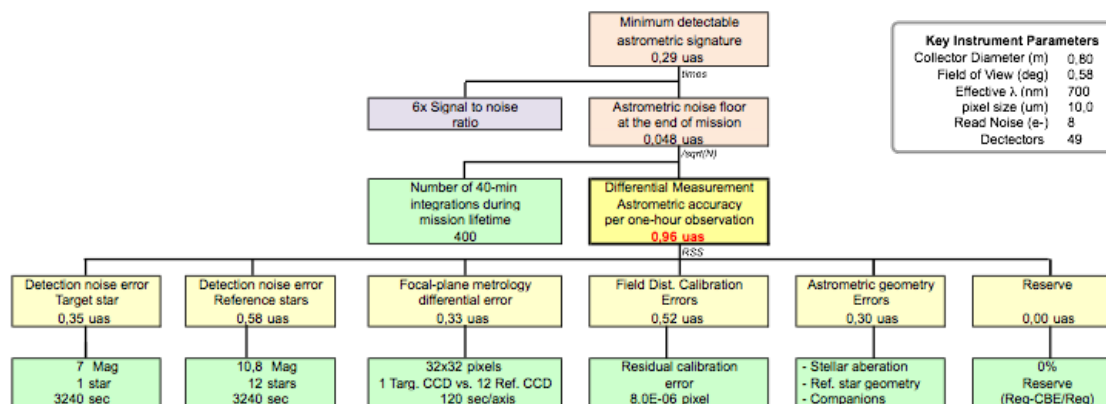 Minimum detectable
astrometric signature
0,29 uas
times
Key Instrument Parameters
Collector Diameter (m) 0,80
Field of View (deg) 0,58
Effective λ (nm) 700
pixel size (um) 10,0
Read Noise (e-) 8
Dectectors 49
6x Signal to noise
ratio
Astrometric noise floor
at the end of mission
0,048 uas
/sqrt(N)
Number of 40-min
integrations during
mission lifetime
400
Differential Measurement
Astrometric accuracy
per one-hour observation
0,96 uas
RSS
Detection noise error
Target star
0,35 uas
Detection noise error
Reference stars
0,58 uas
Focal-plane metrology
differential error
0,33 uas
Field Dist. Calibration
Errors
0,52 uas
Astrometric geometry
Errors
0,30 uas
Reserve
0,00 uas
7 Mag
1 star
3240 sec
10,8 Mag
12 stars
3240 sec
32x32 pixels
1 Targ. CCD vs. 12 Ref. CCD
120 sec/axis
Residual calibration
error
8.0E-06 pixel
- Stellar aberation
- Ref. star geometry
- Companions
0%
Reserve
(Req-CBE/Req)